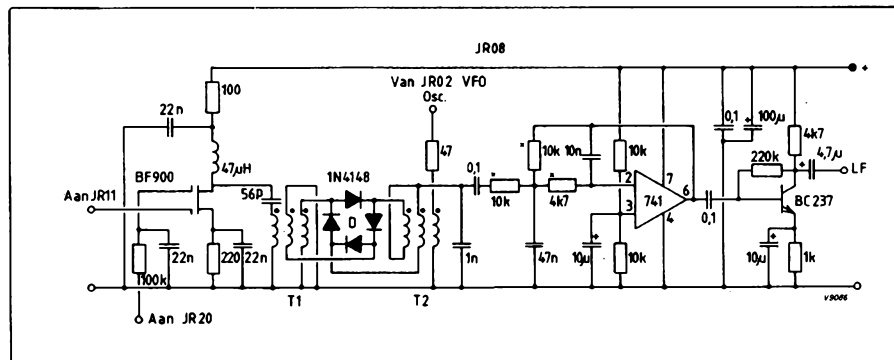 JR08
+
100
22n
Van JR02 VFO
Osc.
47µH
47
0,1
10k
10n
10k
0,1
100µ
4k7
BF900
56p
1N4148
220k
4,7µ
LF
Aan JR11
D
10k
4k7
2
7
741
6
3
4
0,1
BC237
22n
220
22n
100k
1n
47n
10µ
10k
10µ
1k
T1
T2
Aan JR20
V9086